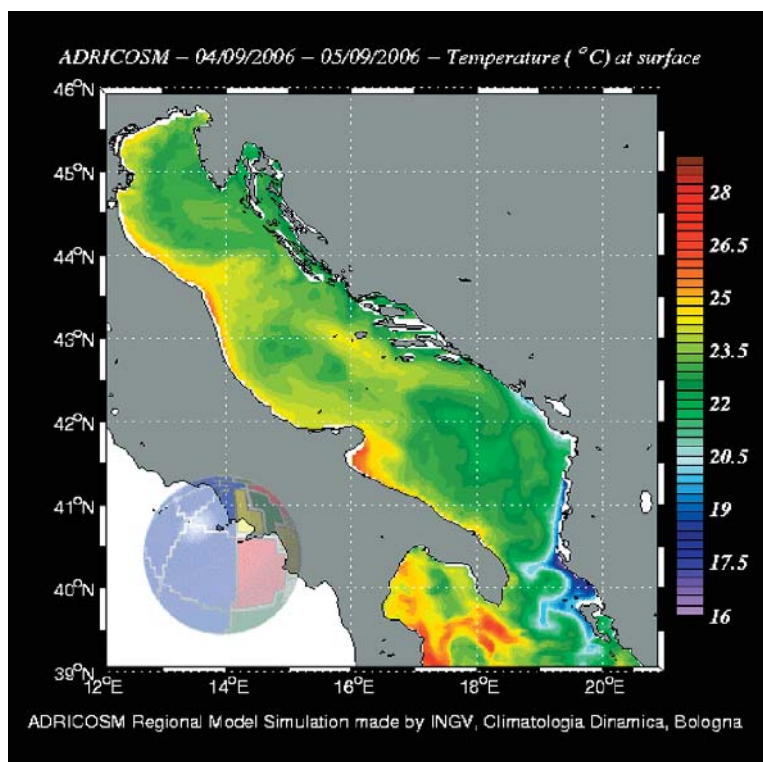 ADRICOSM – 04/09/2006 – 05/09/2006 – Temperature ( °C) at surface
46°N
45°N
44°N
43°N
42°N
41°N
40°N
39°N
12°E 14°E 16°E 18°E 20°E
28
26.5
25
23.5
22
20.5
19
17.5
16
ADRICOSM Regional Model Simulation made by INGV, Climatologia Dinamica, Bologna